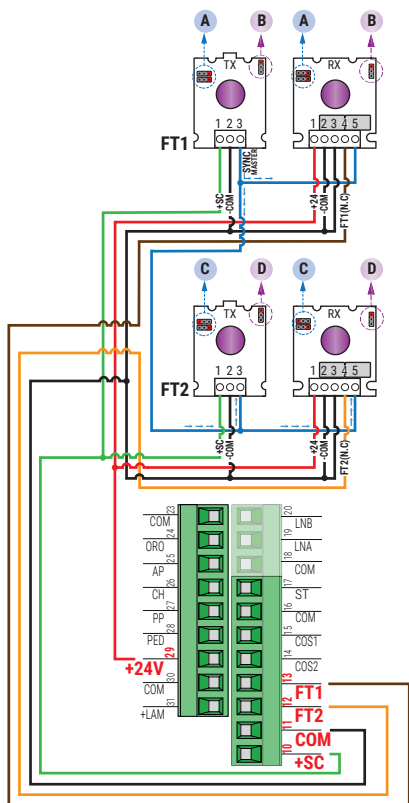 A B A B
TX RX
1 2 3 1 2 3 4 5
FT1
+SC -COM SYNC MASTER +24 -COM FT1(N.C)
C D C D
TX RX
1 2 3 1 2 3 4 5
FT2
+SC -COM +24 -COM FT2(N.C)
23 COM 20 LNB
24 ORO 19 LNA
25 AP 18 COM
26 CH 17 ST
27 PP 16 COM
28 PED 15 COS1
29 +24V 14 COS2
30 COM 13 FT1
31 +LAM 12 FT2
11 COM
10 +SC